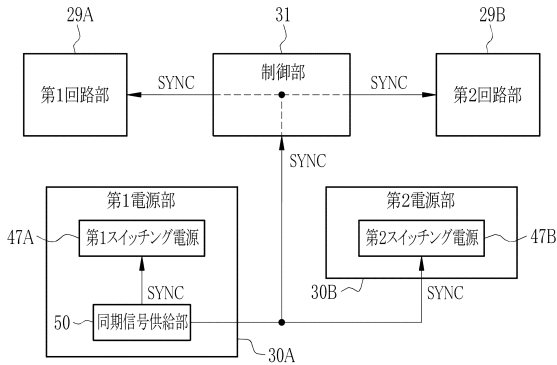 29A
31
29B
第1回路部
SYNC
制御部
SYNC
第2回路部
SYNC
第1電源部
第2電源部
47A
第1スイッチング電源
第2スイッチング電源
47B
SYNC
SYNC
30B
50
同期信号供給部
30A